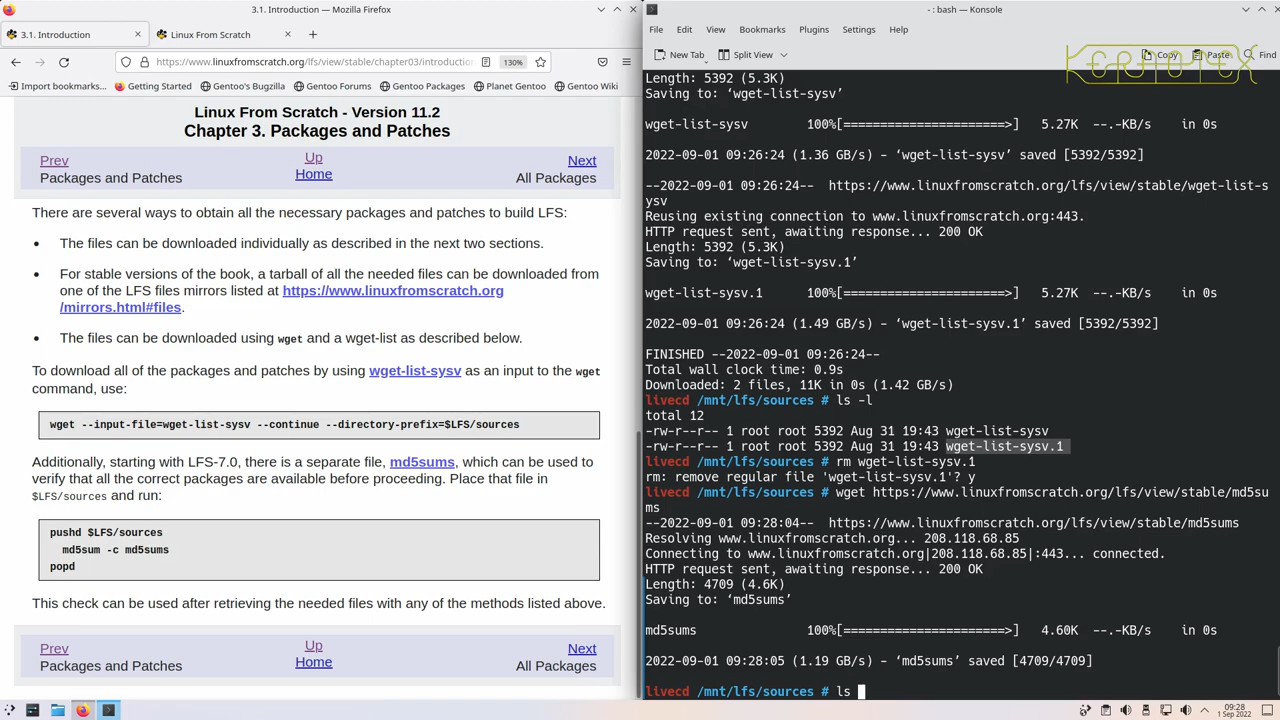 3.1. Introduction — Mozilla Firefox
3.1. Introduction
Linux From Scratch
https://www.linuxfromscratch.org/lfs/view/stable/chapter03/introduction
130%
Import bookmarks...
Getting Started
Gentoo's Bugzilla
Gentoo Forums
Gentoo Packages
Planet Gentoo
Gentoo Wiki
Linux From Scratch - Version 11.2
Chapter 3. Packages and Patches
Prev
Up
Next
Packages and Patches
Home
All Packages
There are several ways to obtain all the necessary packages and patches to build LFS:
• The files can be downloaded individually as described in the next two sections.
• For stable versions of the book, a tarball of all the needed files can be downloaded from
one of the LFS files mirrors listed at https://www.linuxfromscratch.org
/mirrors.html#files.
• The files can be downloaded using wget and a wget-list as described below.
To download all of the packages and patches by using wget-list-sysv as an input to the wget
command, use:
wget --input-file=wget-list-sysv --continue --directory-prefix=$LFS/sources
Additionally, starting with LFS-7.0, there is a separate file, md5sums, which can be used to
verify that all the correct packages are available before proceeding. Place that file in
$LFS/sources and run:
pushd $LFS/sources
  md5sum -c md5sums
popd
This check can be used after retrieving the needed files with any of the methods listed above.
Prev
Up
Next
Packages and Patches
Home
All Packages
- : bash — Konsole
File Edit View Bookmarks Plugins Settings Help
New Tab
Split View
Copy
Paste
Find
Length: 5392 (5.3K)
Saving to: ‘wget-list-sysv’
wget-list-sysv 100%[====================>] 5.27K --.-KB/s in 0s
2022-09-01 09:26:24 (1.36 GB/s) - ‘wget-list-sysv’ saved [5392/5392]
--2022-09-01 09:26:24-- https://www.linuxfromscratch.org/lfs/view/stable/wget-list-s
ysv
Reusing existing connection to www.linuxfromscratch.org:443.
HTTP request sent, awaiting response... 200 OK
Length: 5392 (5.3K)
Saving to: ‘wget-list-sysv.1’
wget-list-sysv.1 100%[====================>] 5.27K --.-KB/s in 0s
2022-09-01 09:26:24 (1.49 GB/s) - ‘wget-list-sysv.1’ saved [5392/5392]
FINISHED --2022-09-01 09:26:24--
Total wall clock time: 0.9s
Downloaded: 2 files, 11K in 0s (1.42 GB/s)
livecd /mnt/lfs/sources # ls -l
total 12
-rw-r--r-- 1 root root 5392 Aug 31 19:43 wget-list-sysv
-rw-r--r-- 1 root root 5392 Aug 31 19:43 wget-list-sysv.1
livecd /mnt/lfs/sources # rm wget-list-sysv.1
rm: remove regular file 'wget-list-sysv.1'? y
livecd /mnt/lfs/sources # wget https://www.linuxfromscratch.org/lfs/view/stable/md5su
ms
--2022-09-01 09:28:04-- https://www.linuxfromscratch.org/lfs/view/stable/md5sums
Resolving www.linuxfromscratch.org... 208.118.68.85
Connecting to www.linuxfromscratch.org|208.118.68.85|:443... connected.
HTTP request sent, awaiting response... 200 OK
Length: 4709 (4.6K)
Saving to: ‘md5sums’
md5sums 100%[====================>] 4.60K --.-KB/s in 0s
2022-09-01 09:28:05 (1.19 GB/s) - ‘md5sums’ saved [4709/4709]
livecd /mnt/lfs/sources # ls
09:28
1 Sep 2022